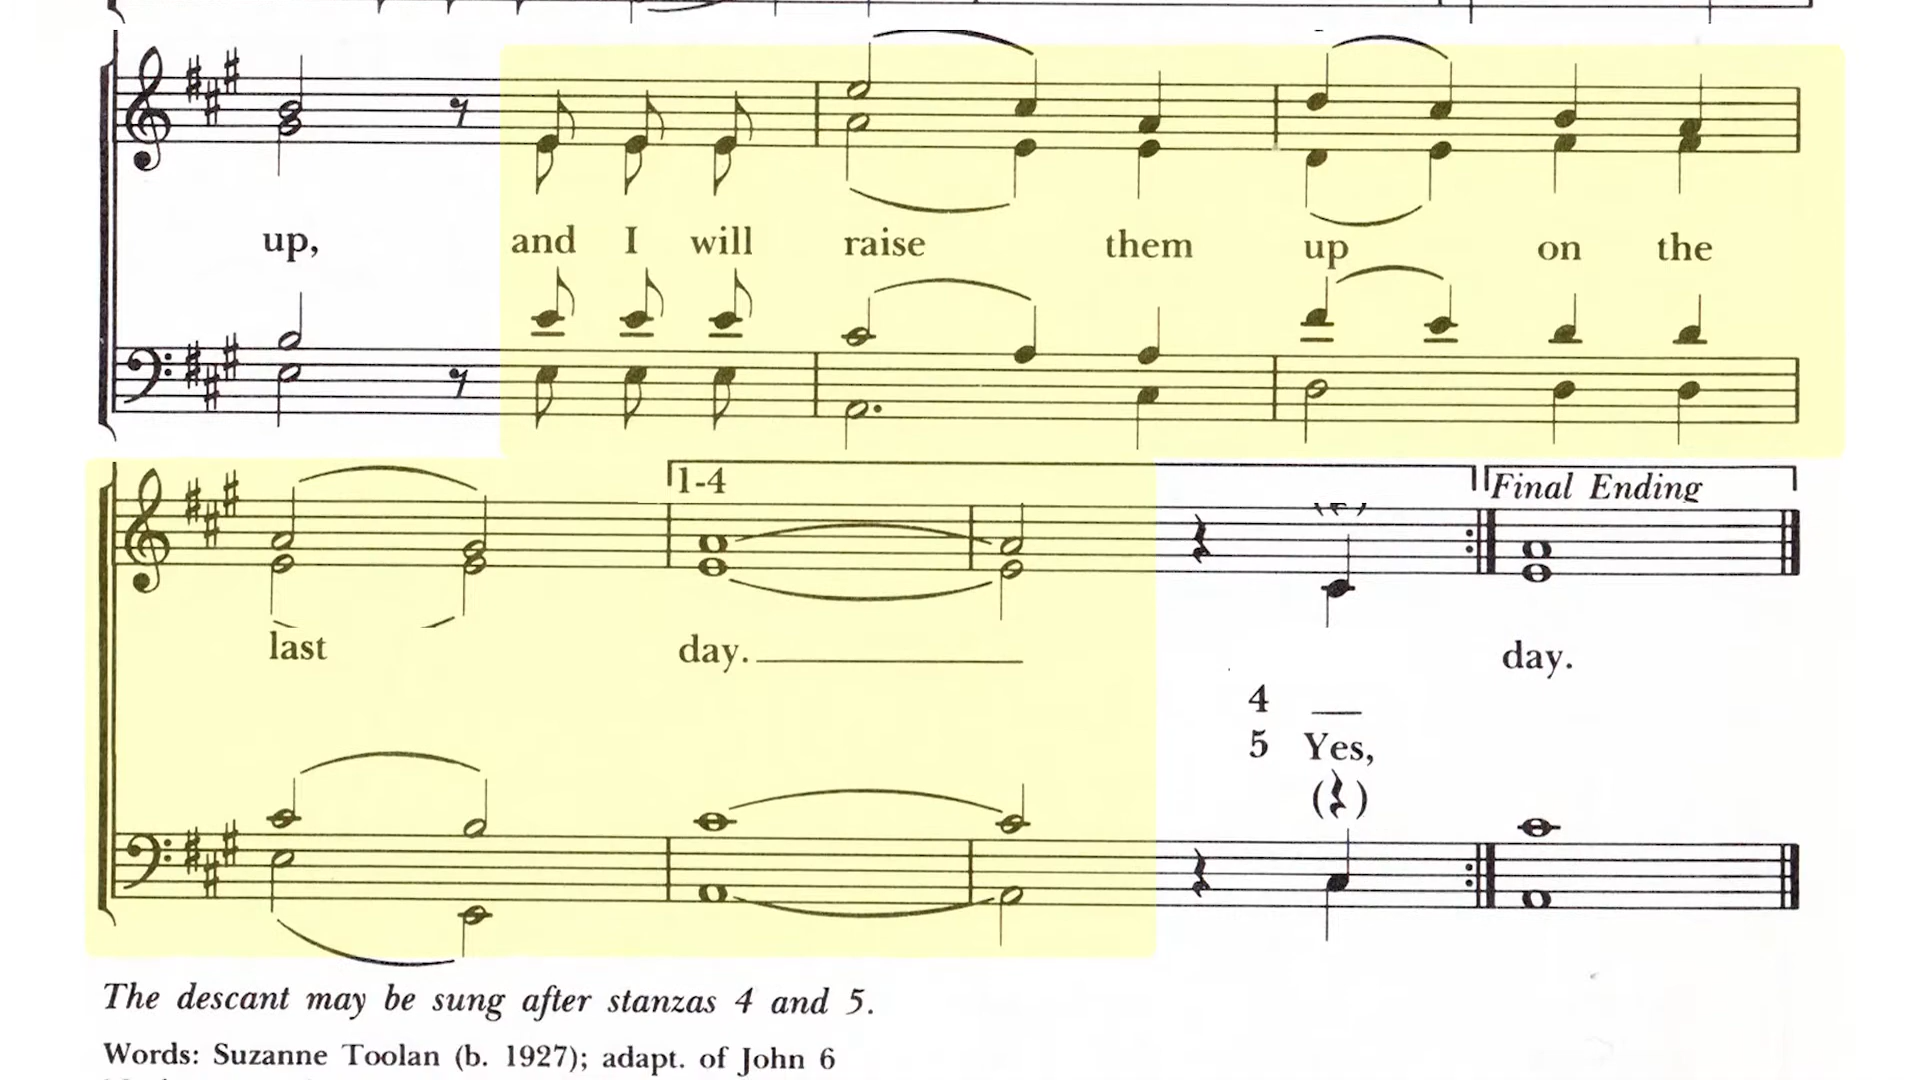 up, and I will raise them up on the
1-4
Final Ending
last day. day.
4
5 Yes,
The descant may be sung after stanzas 4 and 5.
Words: Suzanne Toolan (b. 1927); adapt. of John 6